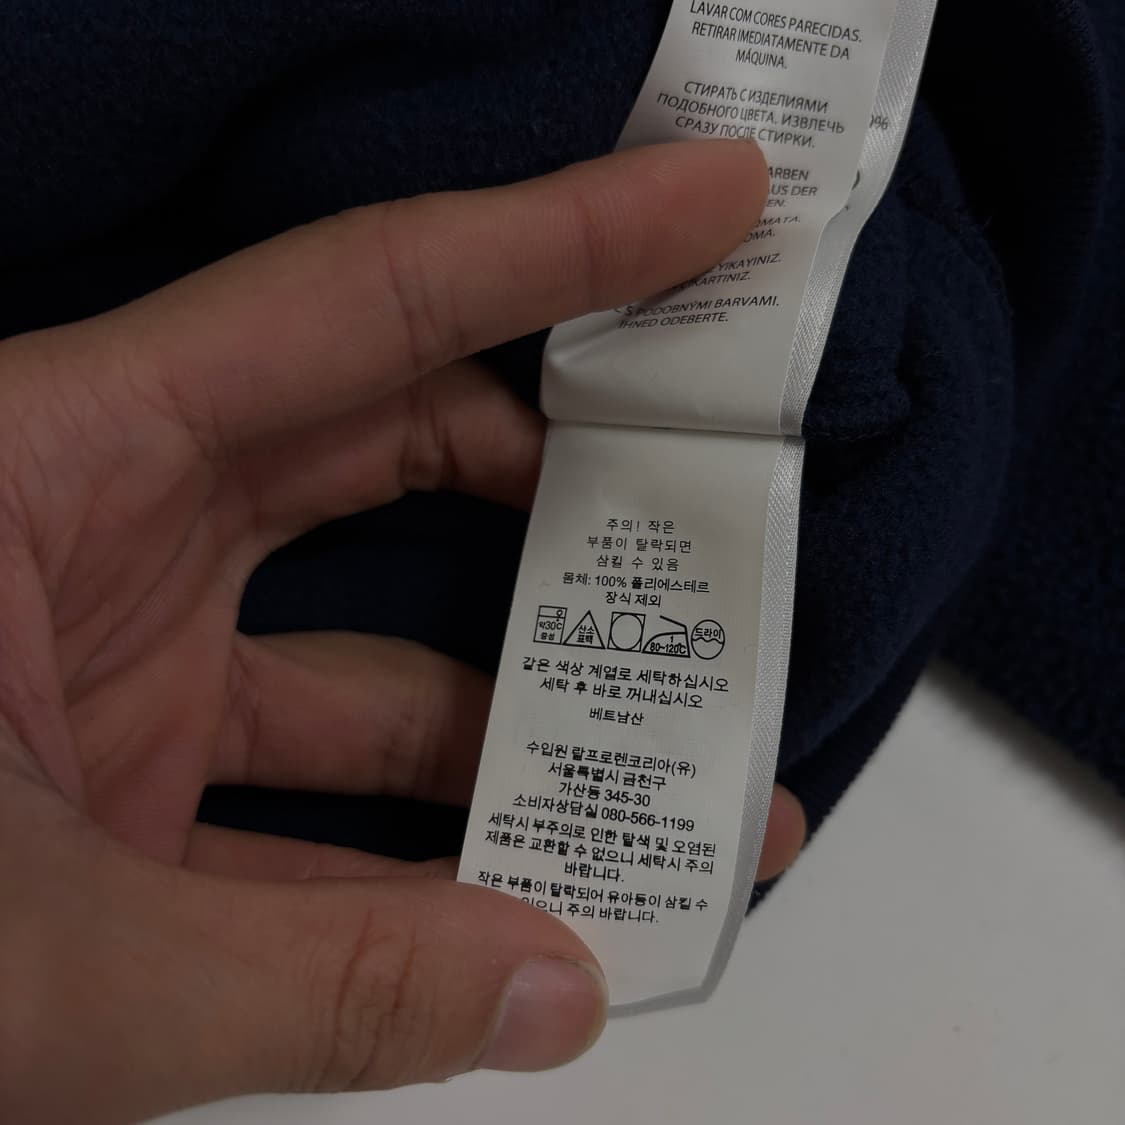 LAVAR COM CORES PARECIDAS.
RETIRAR IMEDIATAMENTE DA
MÁQUINA.
СТИРАТЬ С ИЗДЕЛИЯМИ
ПОДОБНОГО ЦВЕТА. ИЗВЛЕЧЬ
СРАЗУ ПОСЛЕ СТИРКИ.
AUS DER
YIKAYINIZ.
S PODOBNÝMI BARVAMI.
IHNED ODEBERTE.
주의! 작은
부품이 탈락되면
삼킬 수 있음
몸체: 100% 폴리에스테르
장식 제외
약30℃
중성
산소
표백
1
80~120℃
드라이
같은 색상 계열로 세탁하십시오
세탁 후 바로 꺼내십시오
베트남산
수입원 랄프로렌코리아(유)
서울특별시 금천구
가산동 345-30
소비자상담실 080-566-1199
세탁시 부주의로 인한 탈색 및 오염된
제품은 교환할 수 없으니 세탁시 주의
바랍니다.
작은 부품이 탈락되어 유아등이 삼킬 수
있으니 주의 바랍니다.